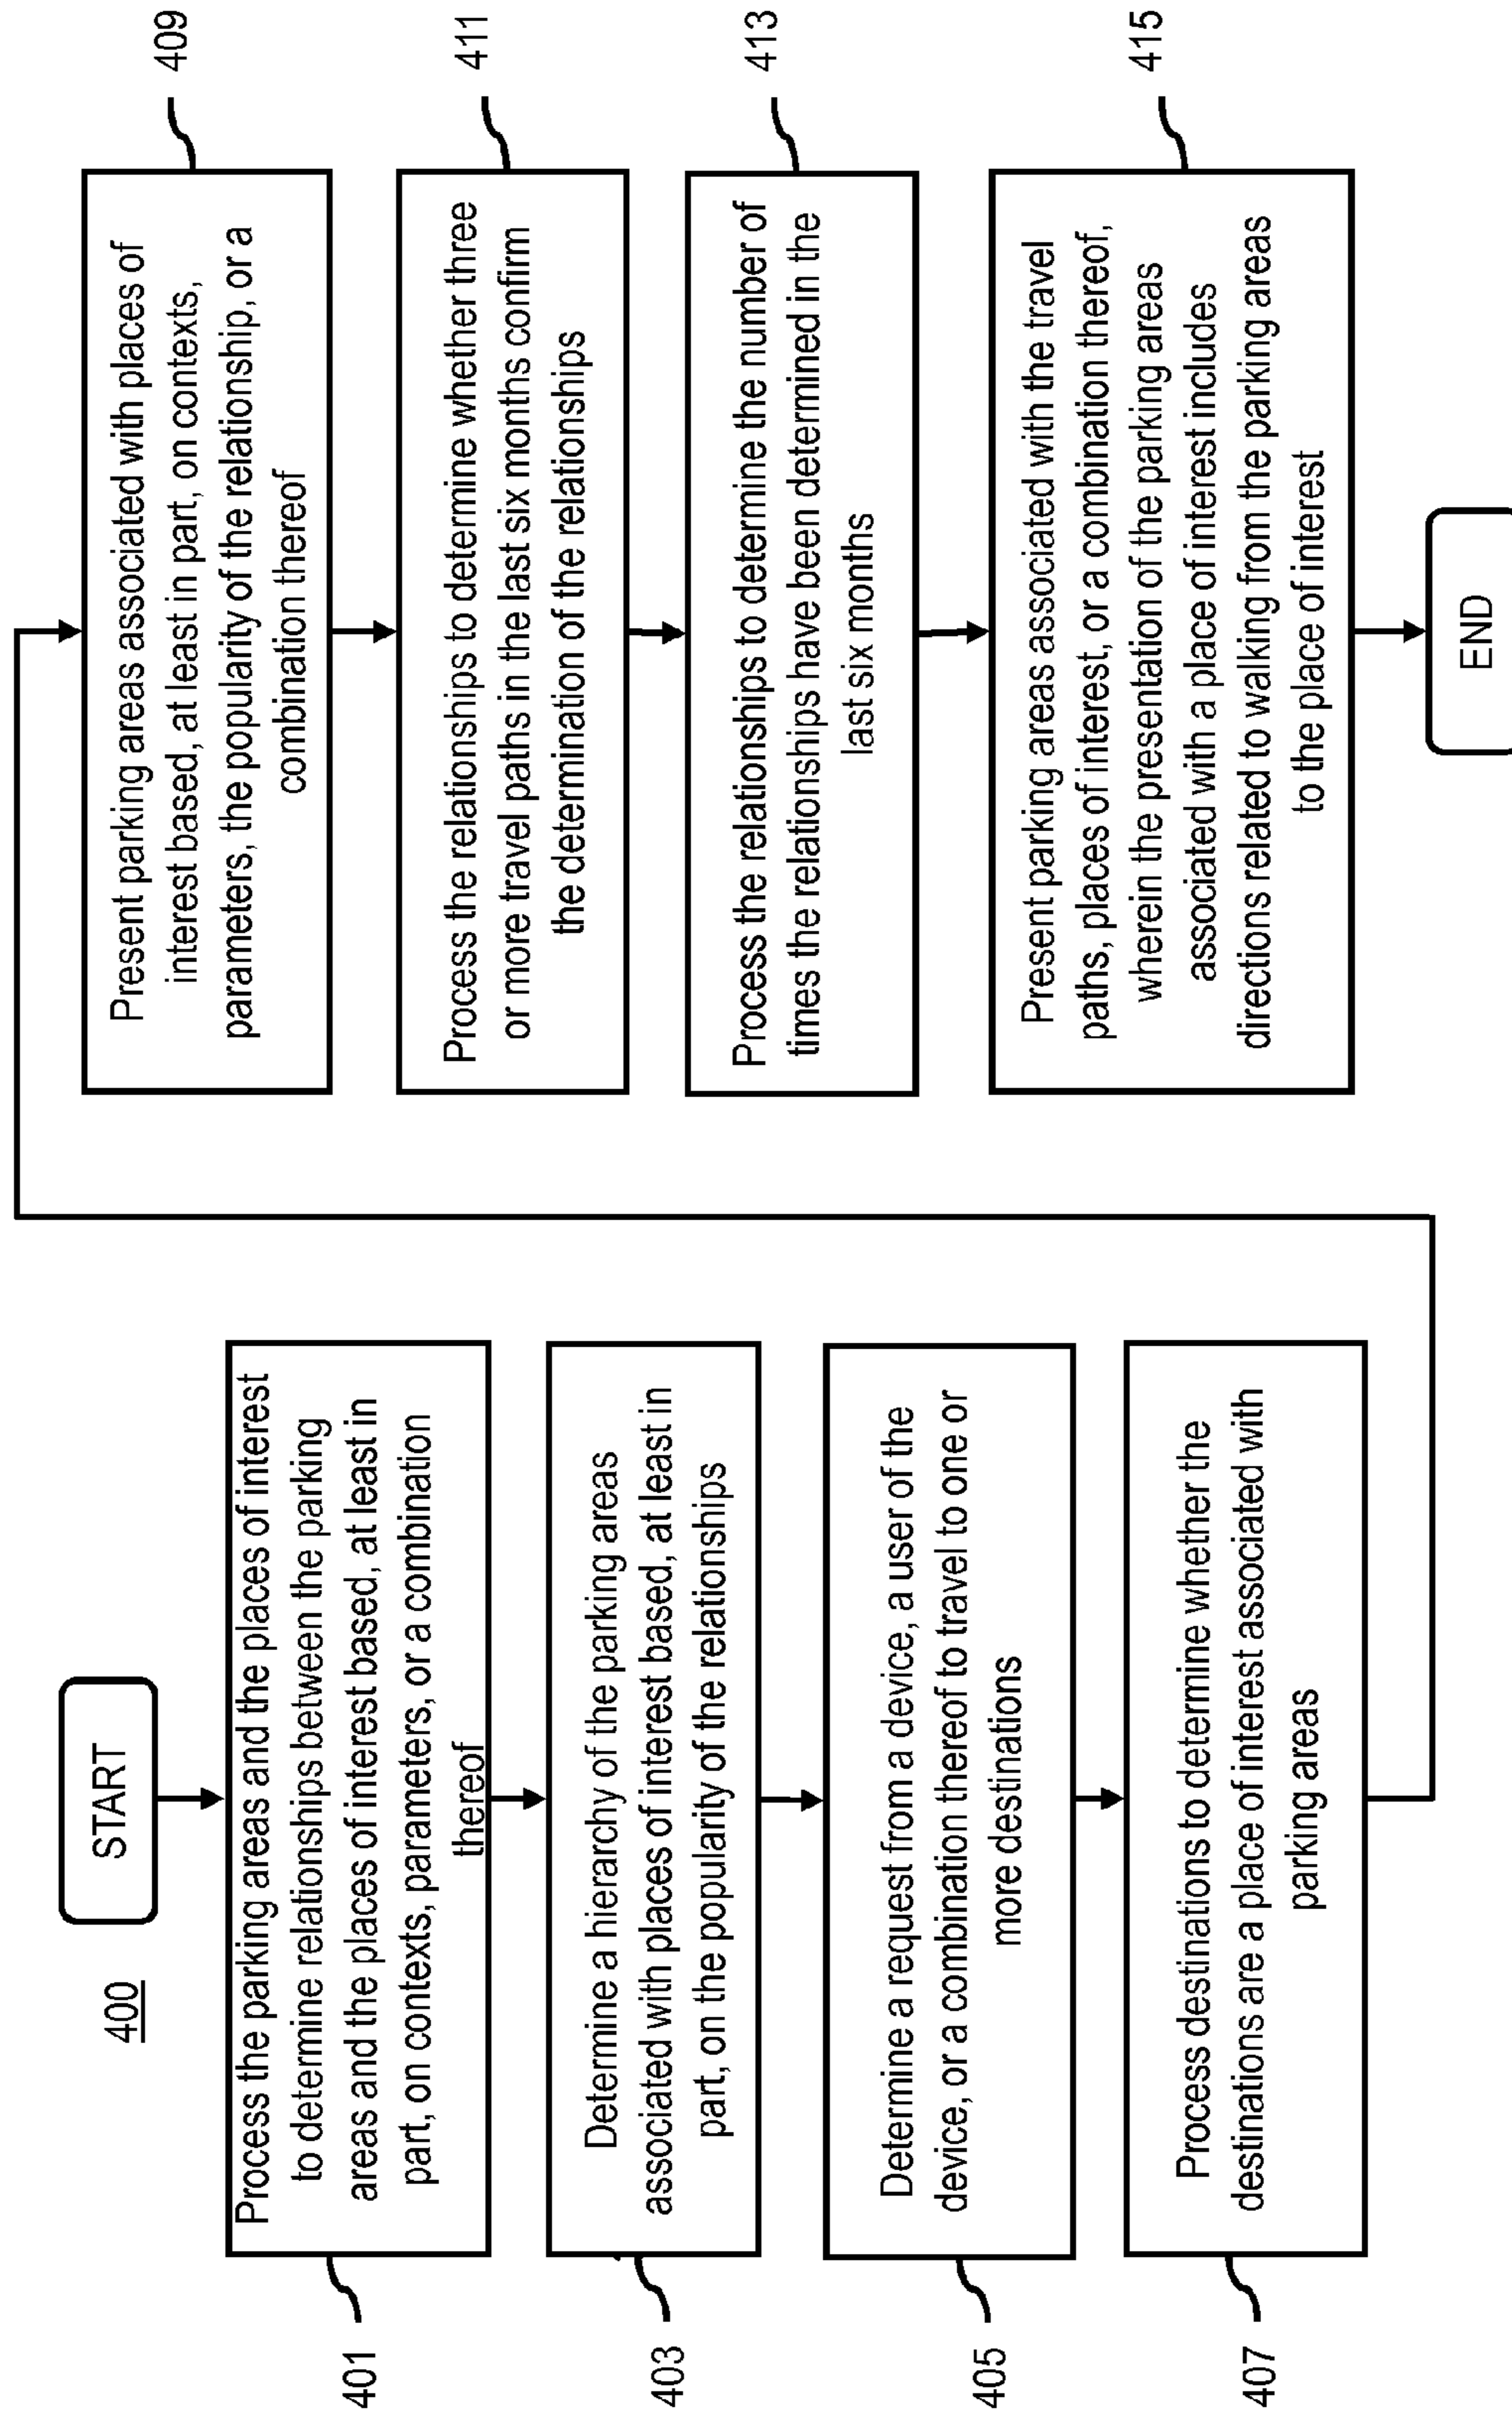 400
START
401
Process the parking areas and the places of interest
to determine relationships between the parking
areas and the places of interest based, at least in
part, on contexts, parameters, or a combination
thereof
403
Determine a hierarchy of the parking areas
associated with places of interest based, at least in
part, on the popularity of the relationships
405
Determine a request from a device, a user of the
device, or a combination thereof to travel to one or
more destinations
407
Process destinations to determine whether the
destinations are a place of interest associated with
parking areas
409
Present parking areas associated with places of
interest based, at least in part, on contexts,
parameters, the popularity of the relationship, or a
combination thereof
411
Process the relationships to determine whether three
or more travel paths in the last six months confirm
the determination of the relationships
413
Process the relationships to determine the number of
times the relationships have been determined in the
last six months
415
Present parking areas associated with the travel
paths, places of interest, or a combination thereof,
wherein the presentation of the parking areas
associated with a place of interest includes
directions related to walking from the parking areas
to the place of interest
END